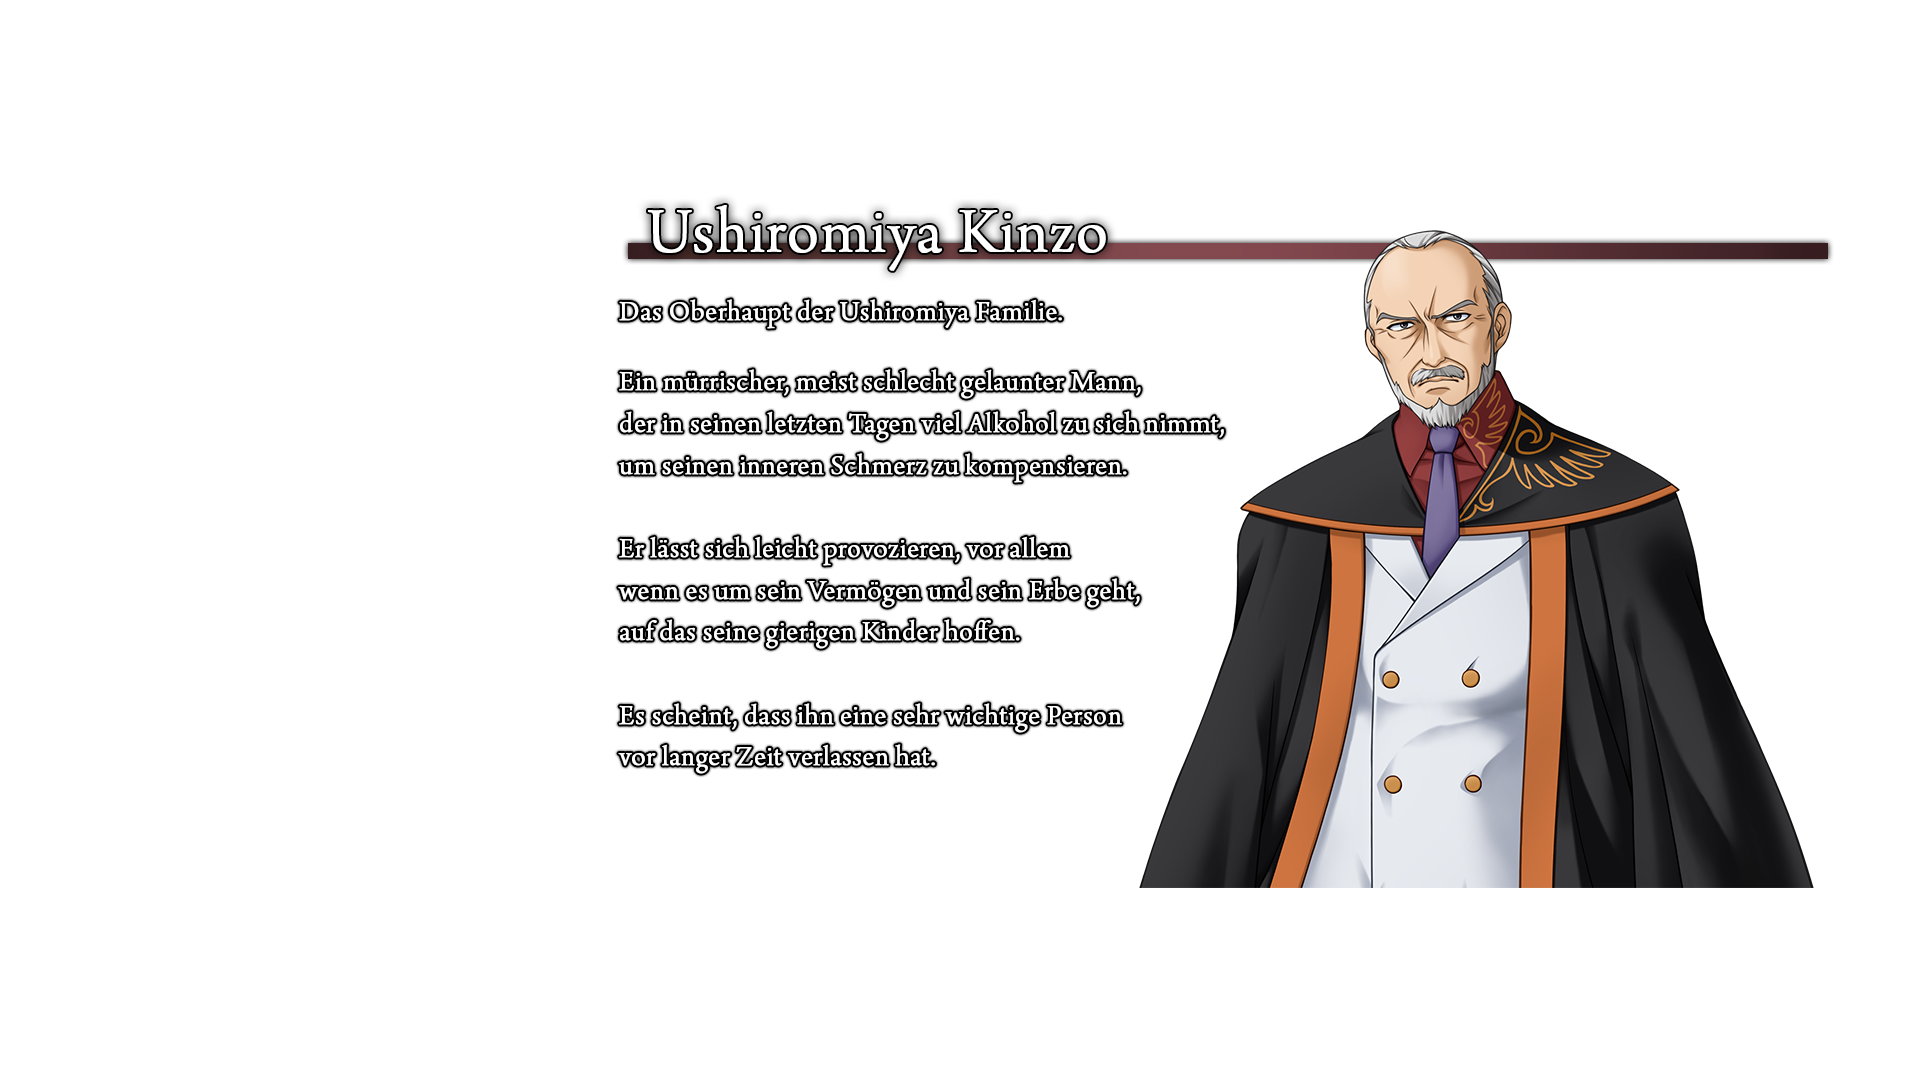 Ushiromiya Kinzo
Das Oberhaupt der Ushiromiya Familie.
Ein mürrischer, meist schlecht gelaunter Mann,
der in seinen letzten Tagen viel Alkohol zu sich nimmt,
um seinen inneren Schmerz zu kompensieren.
Er lässt sich leicht provozieren, vor allem
wenn es um sein Vermögen und sein Erbe geht,
auf das seine gierigen Kinder hoffen.
Es scheint, dass ihn eine sehr wichtige Person
vor langer Zeit verlassen hat.